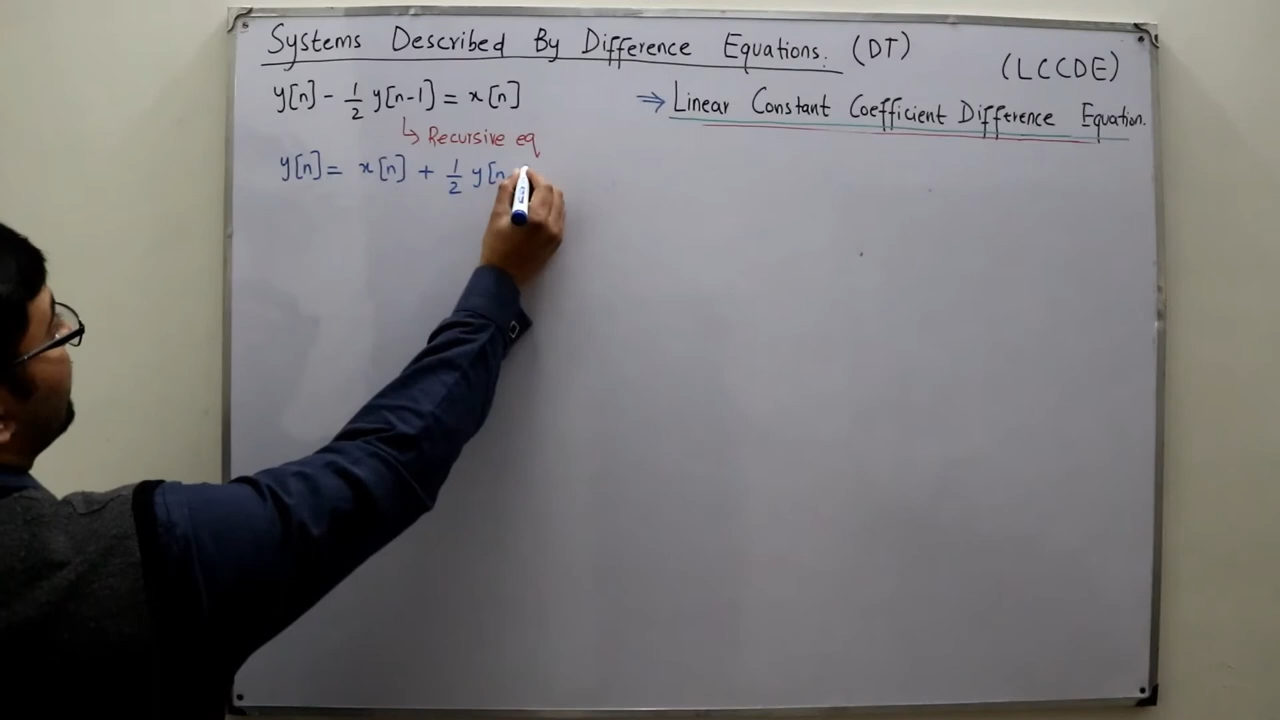 Systems Described By Difference Equations. (DT)
(LCCDE)
y[n] - 1/2 y[n-1] = x[n]
⇒ Linear Constant Coefficient Difference Equation.
↳ Recursive eq
y[n] = x[n] + 1/2 y[n